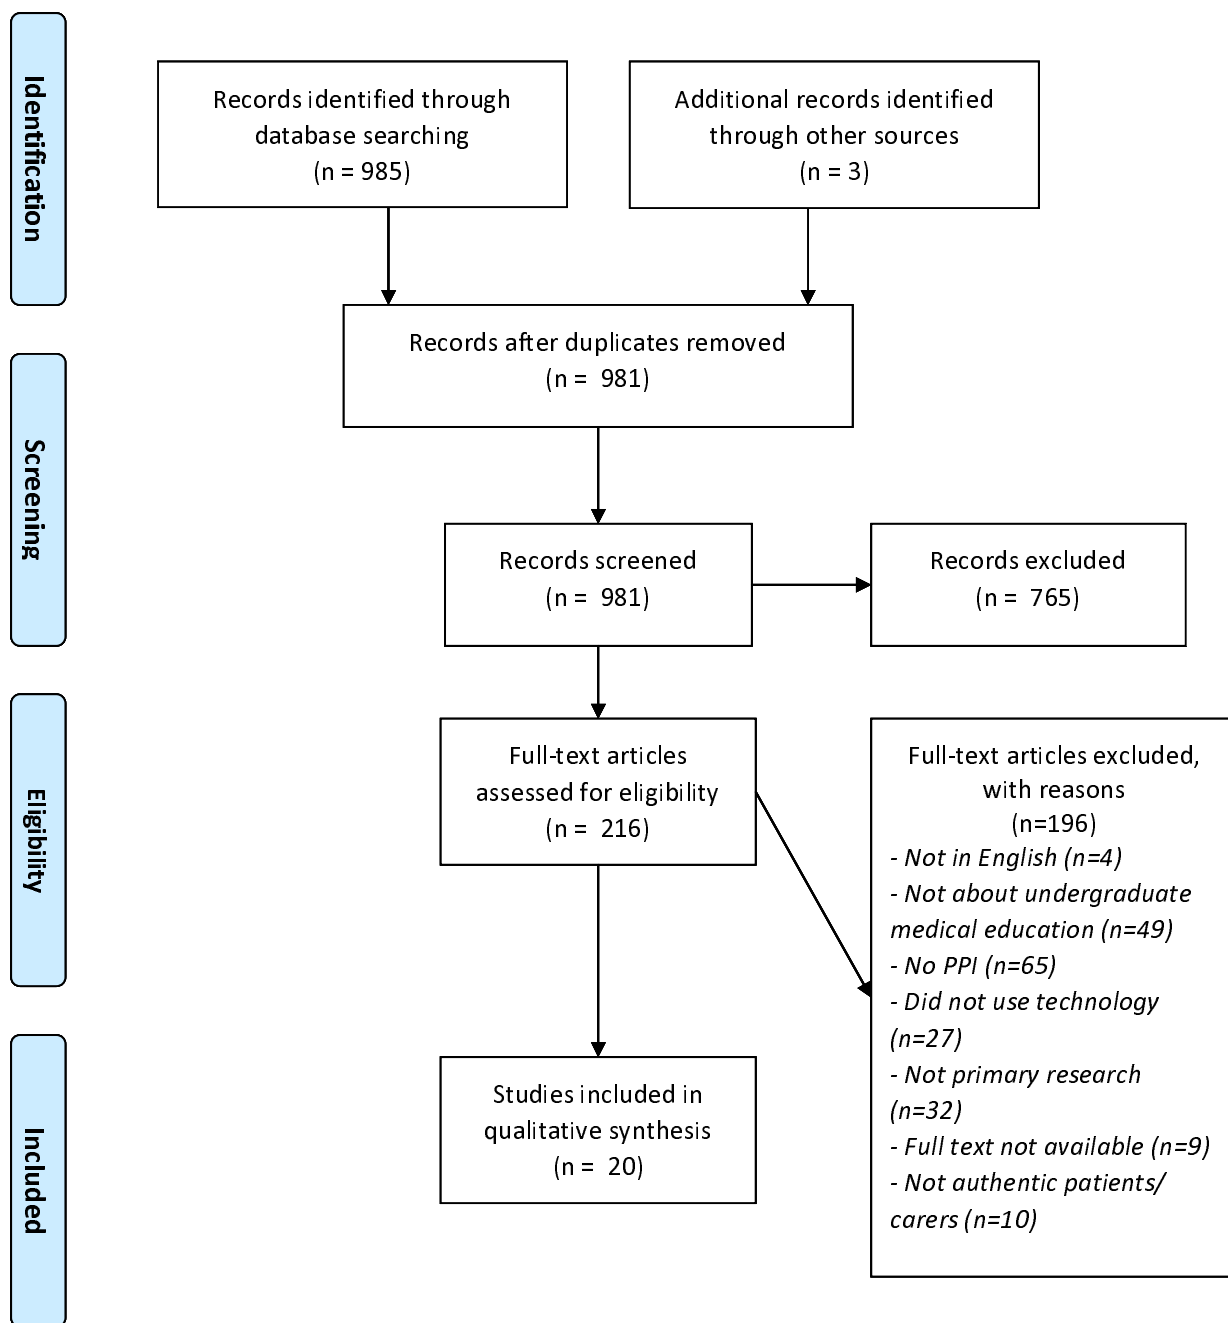 Identification
Records identified through
database searching
(n = 985)
Additional records identified
through other sources
(n = 3)
Records after duplicates removed
(n =  981)
Screening
Records screened
(n =  981)
Records excluded
(n =  765)
Eligibility
Full-text articles
assessed for eligibility
(n =  216)
Full-text articles excluded,
with reasons
(n=196)
- Not in English (n=4)
- Not about undergraduate
medical education (n=49)
- No PPI (n=65)
- Did not use technology
(n=27)
- Not primary research
(n=32)
- Full text not available (n=9)
- Not authentic patients/
carers (n=10)
Included
Studies included in
qualitative synthesis
(n =  20)